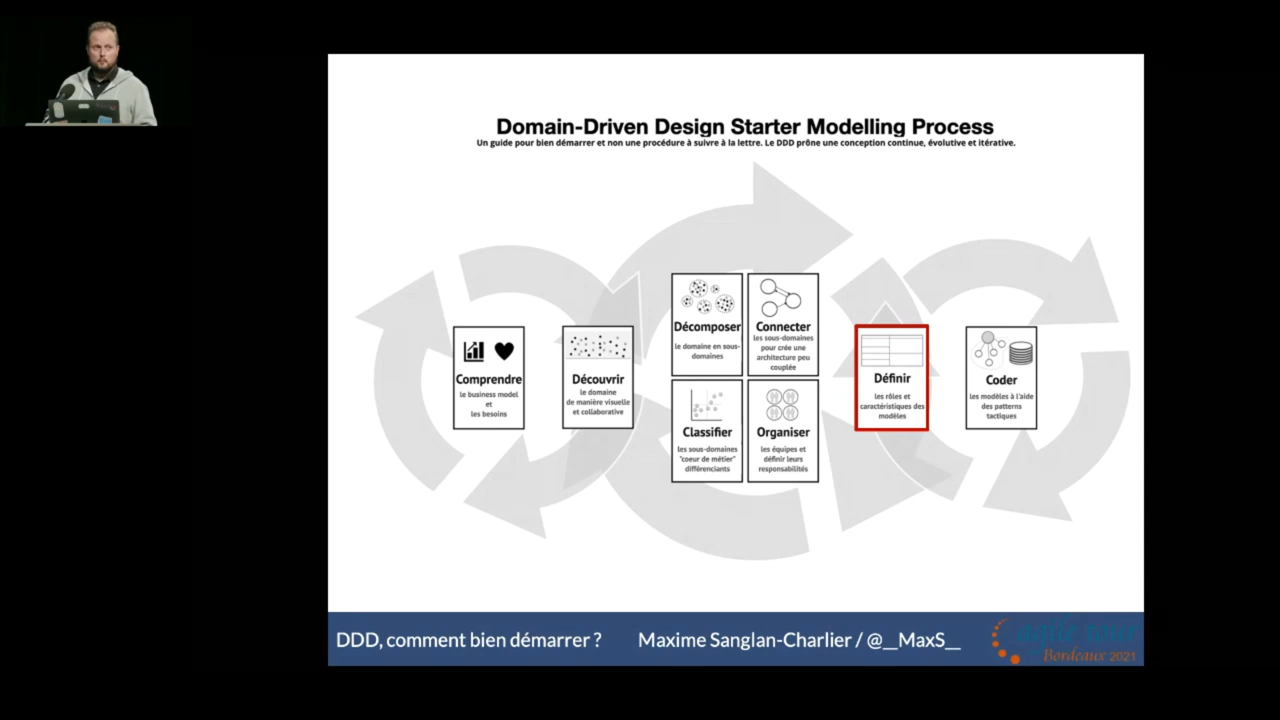 Domain-Driven Design Starter Modelling Process
Un guide pour bien démarrer et non une procédure à suivre à la lettre. Le DDD prône une conception continue, évolutive et itérative.
Comprendre
le business model
et
les besoins
Découvrir
le domaine
de manière visuelle
et collaborative
Décomposer
le domaine en sous-
domaines
Connecter
les sous-domaines
pour crée une
architecture peu
couplée
Classifier
les sous-domaines
"coeur de métier"
différenciants
Organiser
les équipes et
définir leurs
responsabilités
Définir
les rôles et
caractéristiques des
modèles
Coder
les modèles à l'aide
des patterns
tactiques
DDD, comment bien démarrer ?
Maxime Sanglan-Charlier / @__MaxS__
agile tour
Bordeaux 2021